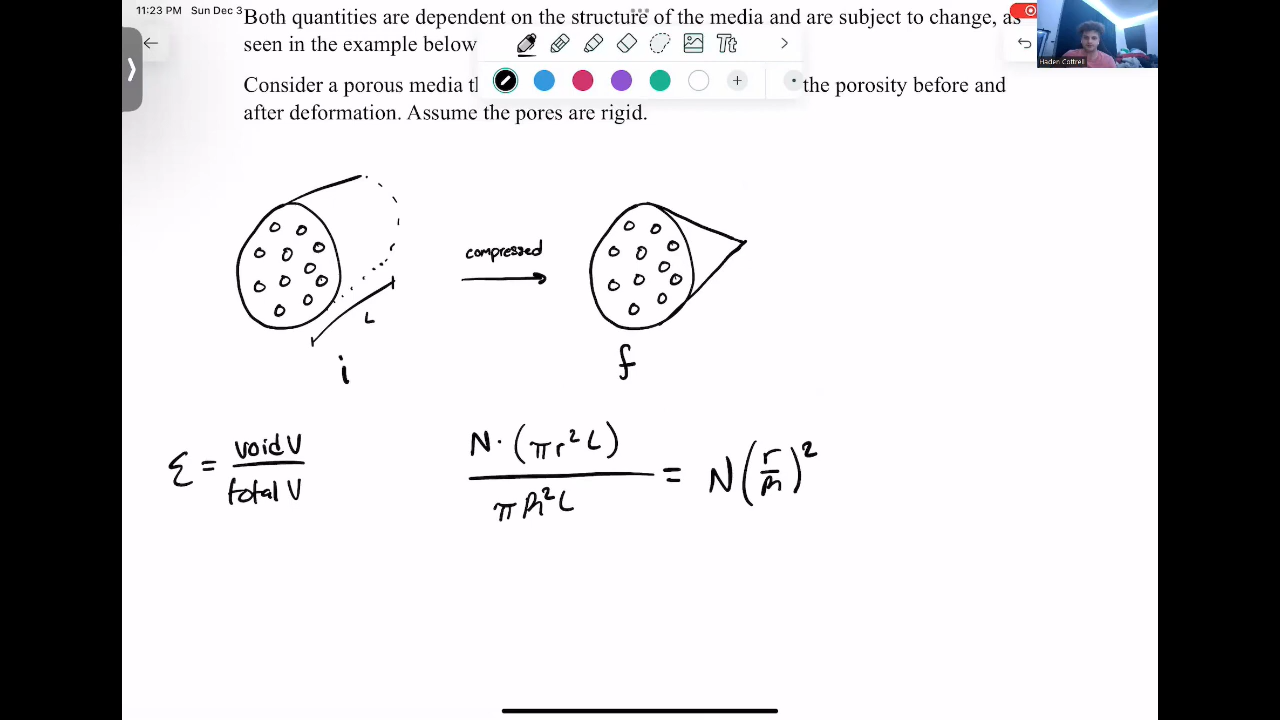 11:23 PM Sun Dec 3
Both quantities are dependent on the structure of the media and are subject to change, as
seen in the example below
Tt
Haden Cottrell
Consider a porous media the porosity before and
after deformation. Assume the pores are rigid.
compressed
L
i
f
ε = void V / total V
N · (πr²L) / πR²L = N(r/R)²